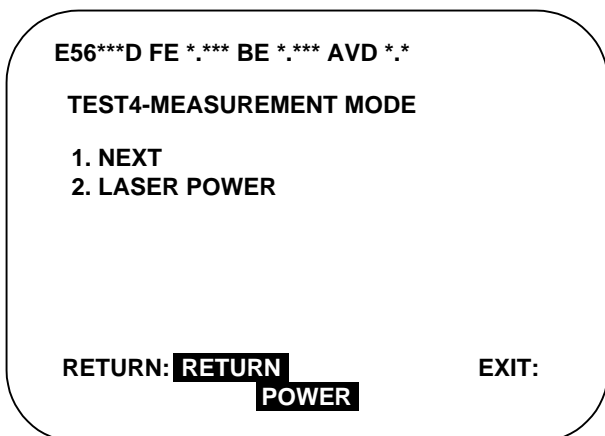 E56***D FE *.*** BE *.*** AVD *.*
TEST4-MEASUREMENT MODE
1. NEXT
2. LASER POWER
RETURN: RETURN EXIT:
POWER